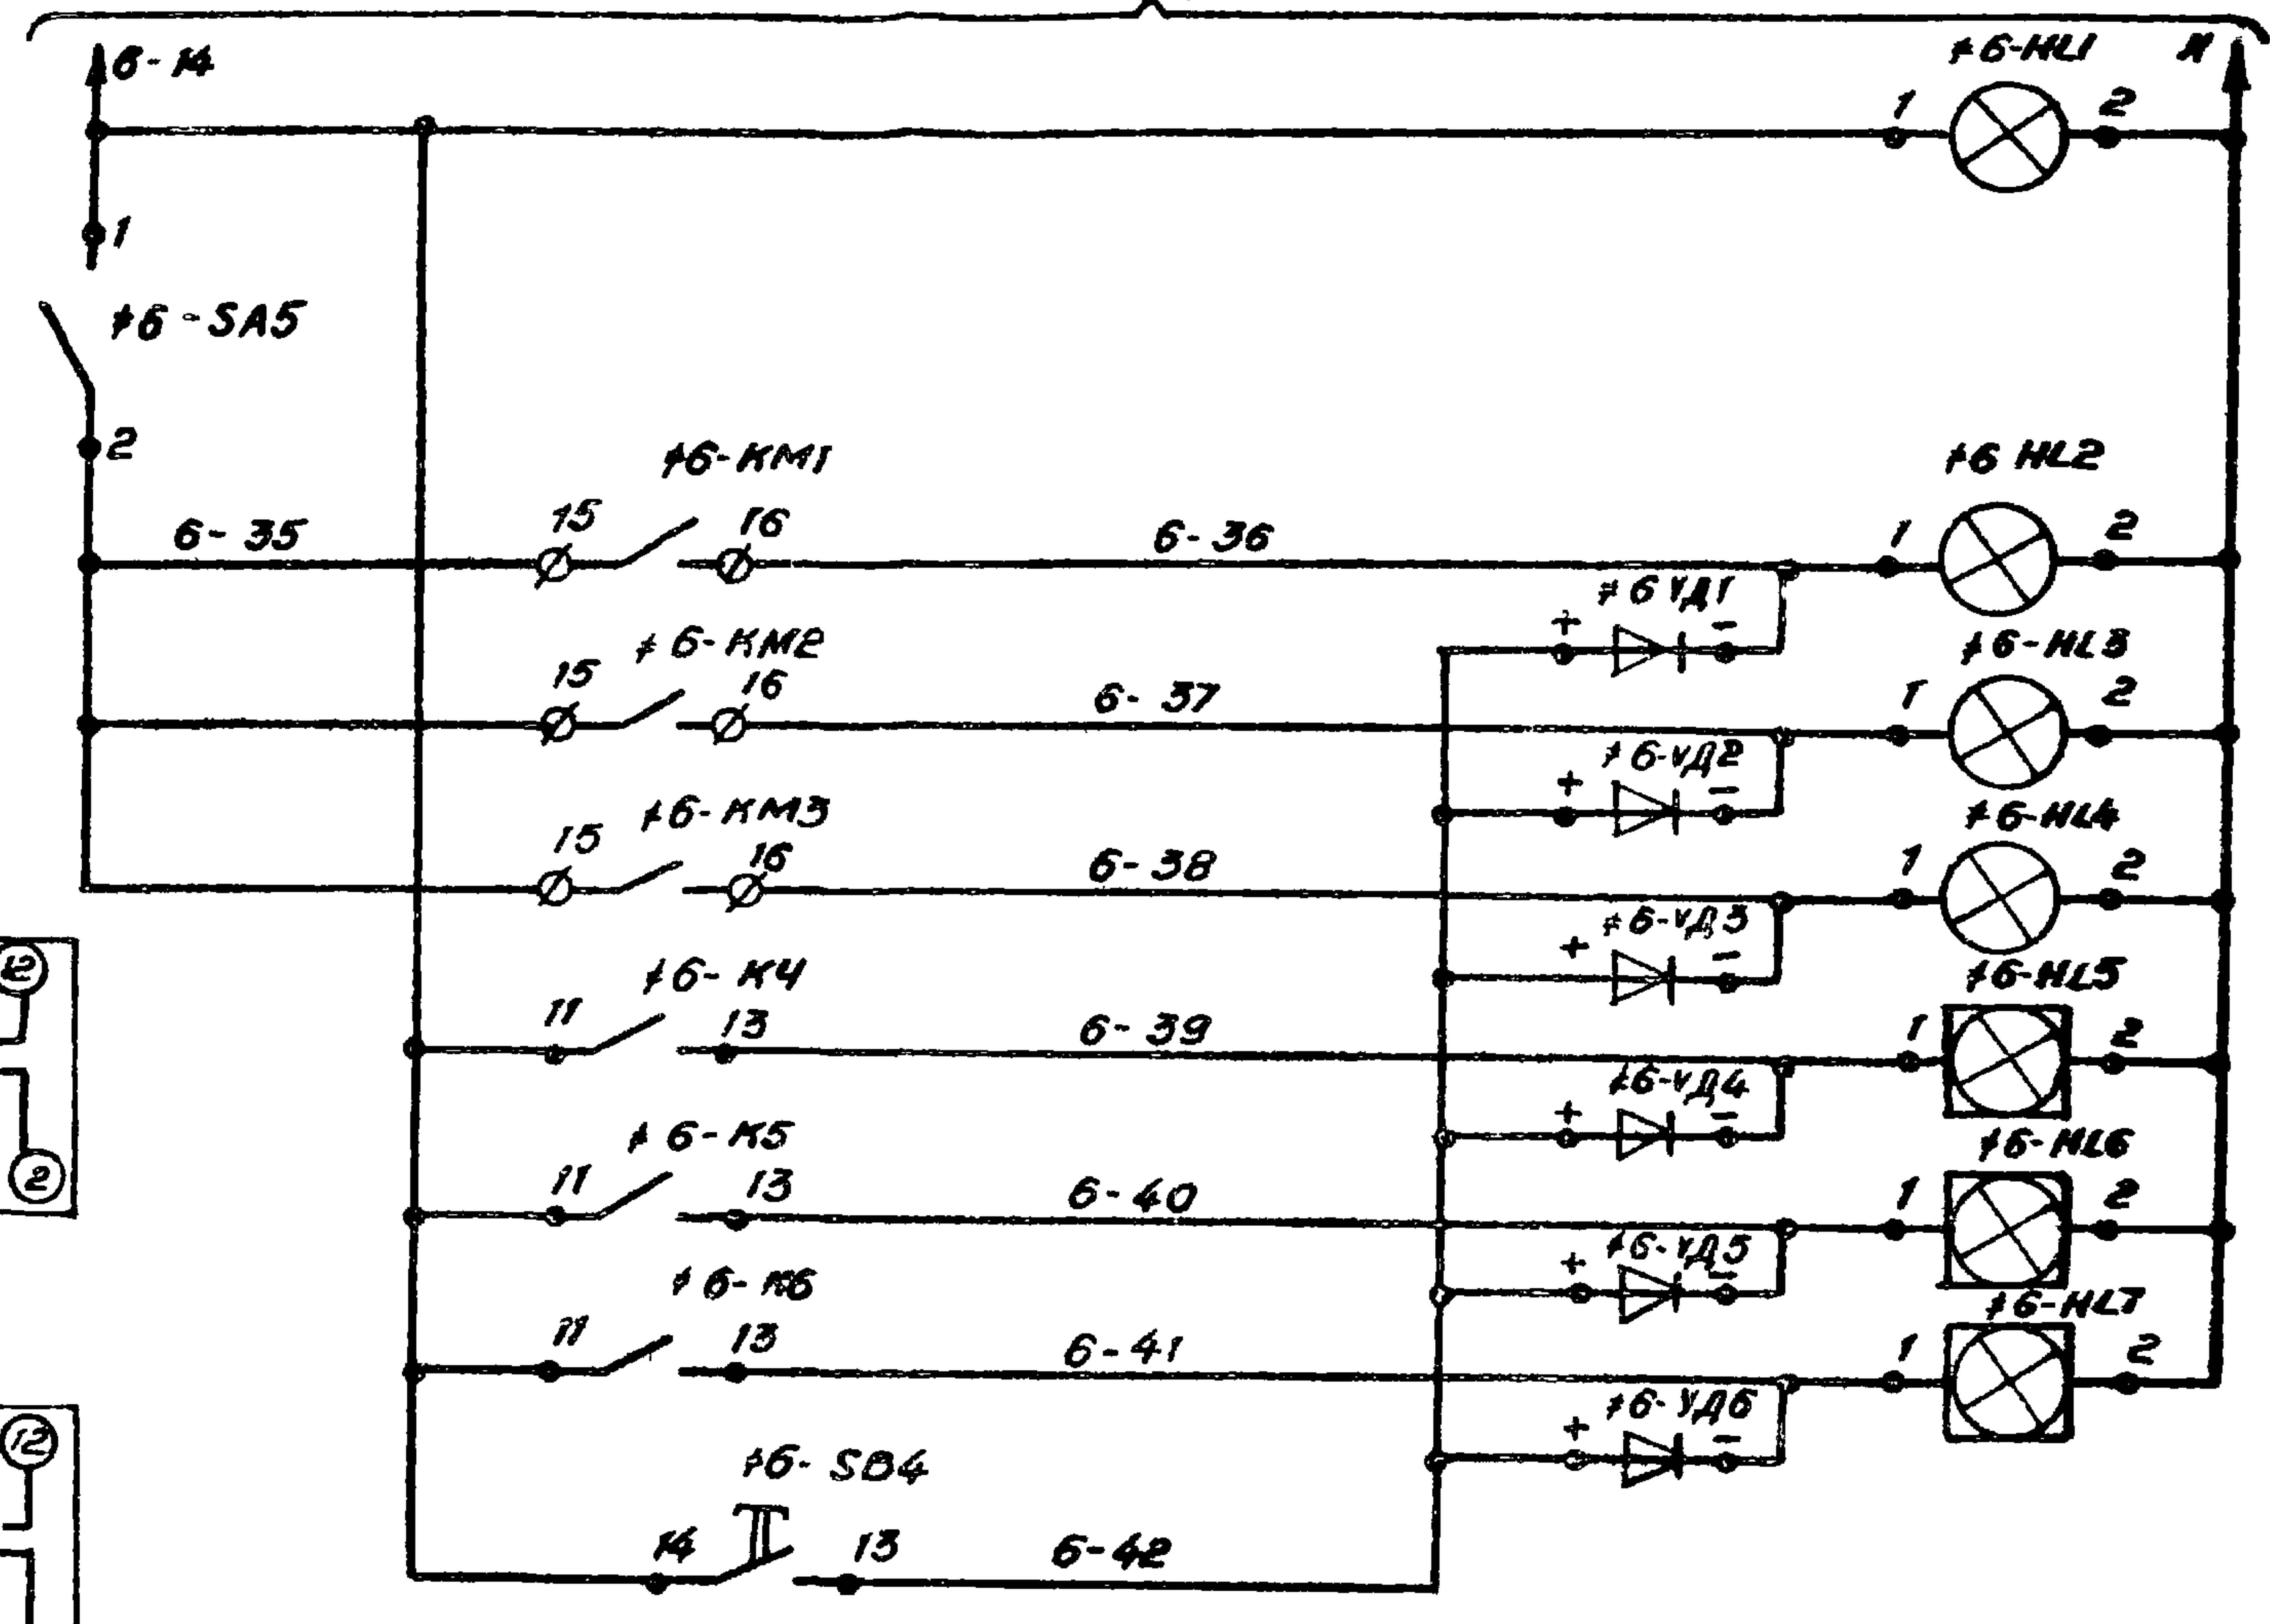 6-14
≠6-HL1
N
1
2
1
≠6-SA5
2
≠6-KM1
≠6 HL2
6-35
15
16
6-36
1
2
≠6 VД1
+
-
≠6-KM2
≠6-HL3
15
16
6-37
1
2
≠6-VД2
+
-
≠6-KM3
≠6-HL4
15
16
6-38
1
2
≠6-VД3
+
-
12
≠6-K4
≠6-HL5
11
13
6-39
1
2
≠6-VД4
+
-
≠6-K5
≠6-HL6
2
11
13
6-40
1
2
≠6-VД5
+
-
≠6-K6
≠6-HL7
11
13
6-41
1
2
≠6-VД6
+
-
12
≠6-SB4
14
13
6-42